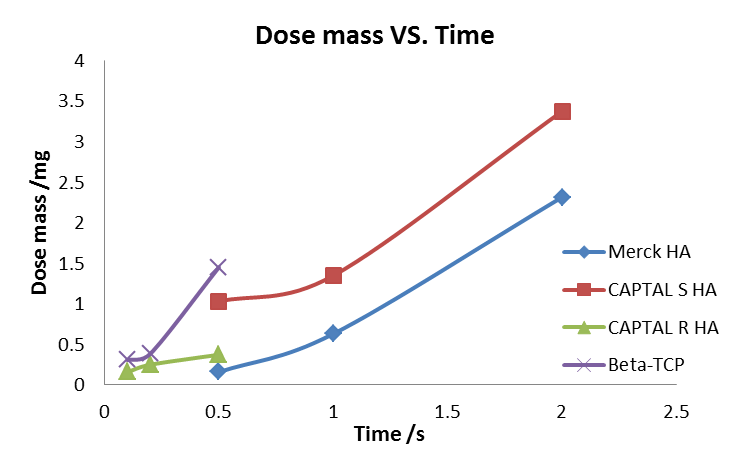 Dose mass VS. Time
4
3.5
3
2.5
2
1.5
1
0.5
0
Dose mass /mg
0 0.5 1 1.5 2 2.5
Time /s
Merck HA
CAPTAL S HA
CAPTAL R HA
Beta-TCP